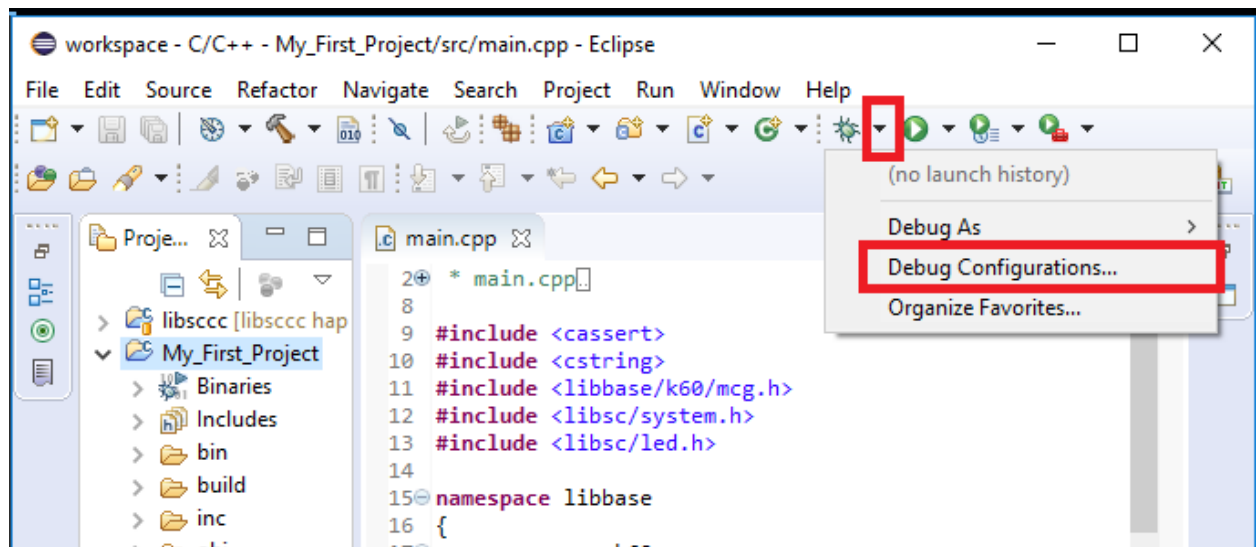 workspace - C/C++ - My_First_Project/src/main.cpp - Eclipse
File Edit Source Refactor Navigate Search Project Run Window Help
(no launch history)
Debug As
Debug Configurations...
Organize Favorites...
Proje...
main.cpp
libsccc [libsccc hap
My_First_Project
Binaries
Includes
bin
build
inc
2 * main.cpp
8
9 #include <cassert>
10 #include <cstring>
11 #include <libbase/k60/mcg.h>
12 #include <libsc/system.h>
13 #include <libsc/led.h>
14
15 namespace libbase
16 {